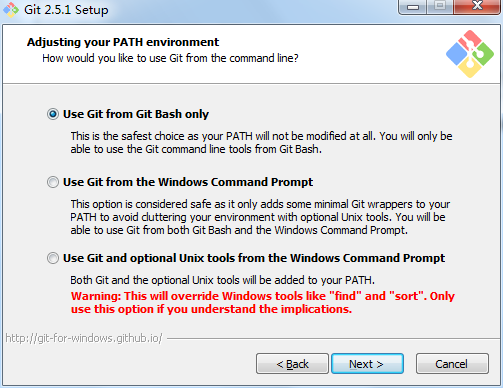 Git 2.5.1 Setup
Adjusting your PATH environment
How would you like to use Git from the command line?
Use Git from Git Bash only
This is the safest choice as your PATH will not be modified at all. You will only
be able to use the Git command line tools from Git Bash.
Use Git from the Windows Command Prompt
This option is considered safe as it only adds some minimal Git wrappers to your
PATH to avoid cluttering your environment with optional Unix tools. You will be
able to use Git from both Git Bash and the Windows Command Prompt.
Use Git and optional Unix tools from the Windows Command Prompt
Both Git and the optional Unix tools will be added to your PATH.
Warning: This will override Windows tools like "find" and "sort". Only
use this option if you understand the implications.
http://git-for-windows.github.io/
< Back
Next >
Cancel